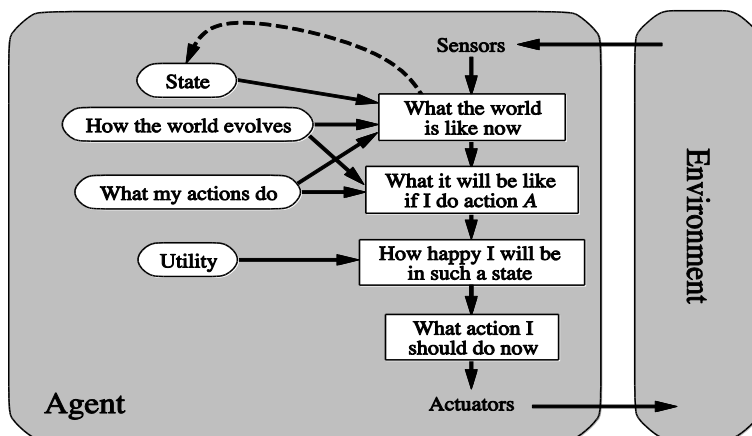 Sensors
State
What the world
is like now
How the world evolves
What it will be like
if I do action A
What my actions do
Utility
How happy I will be
in such a state
What action I
should do now
Agent
Actuators
Environment